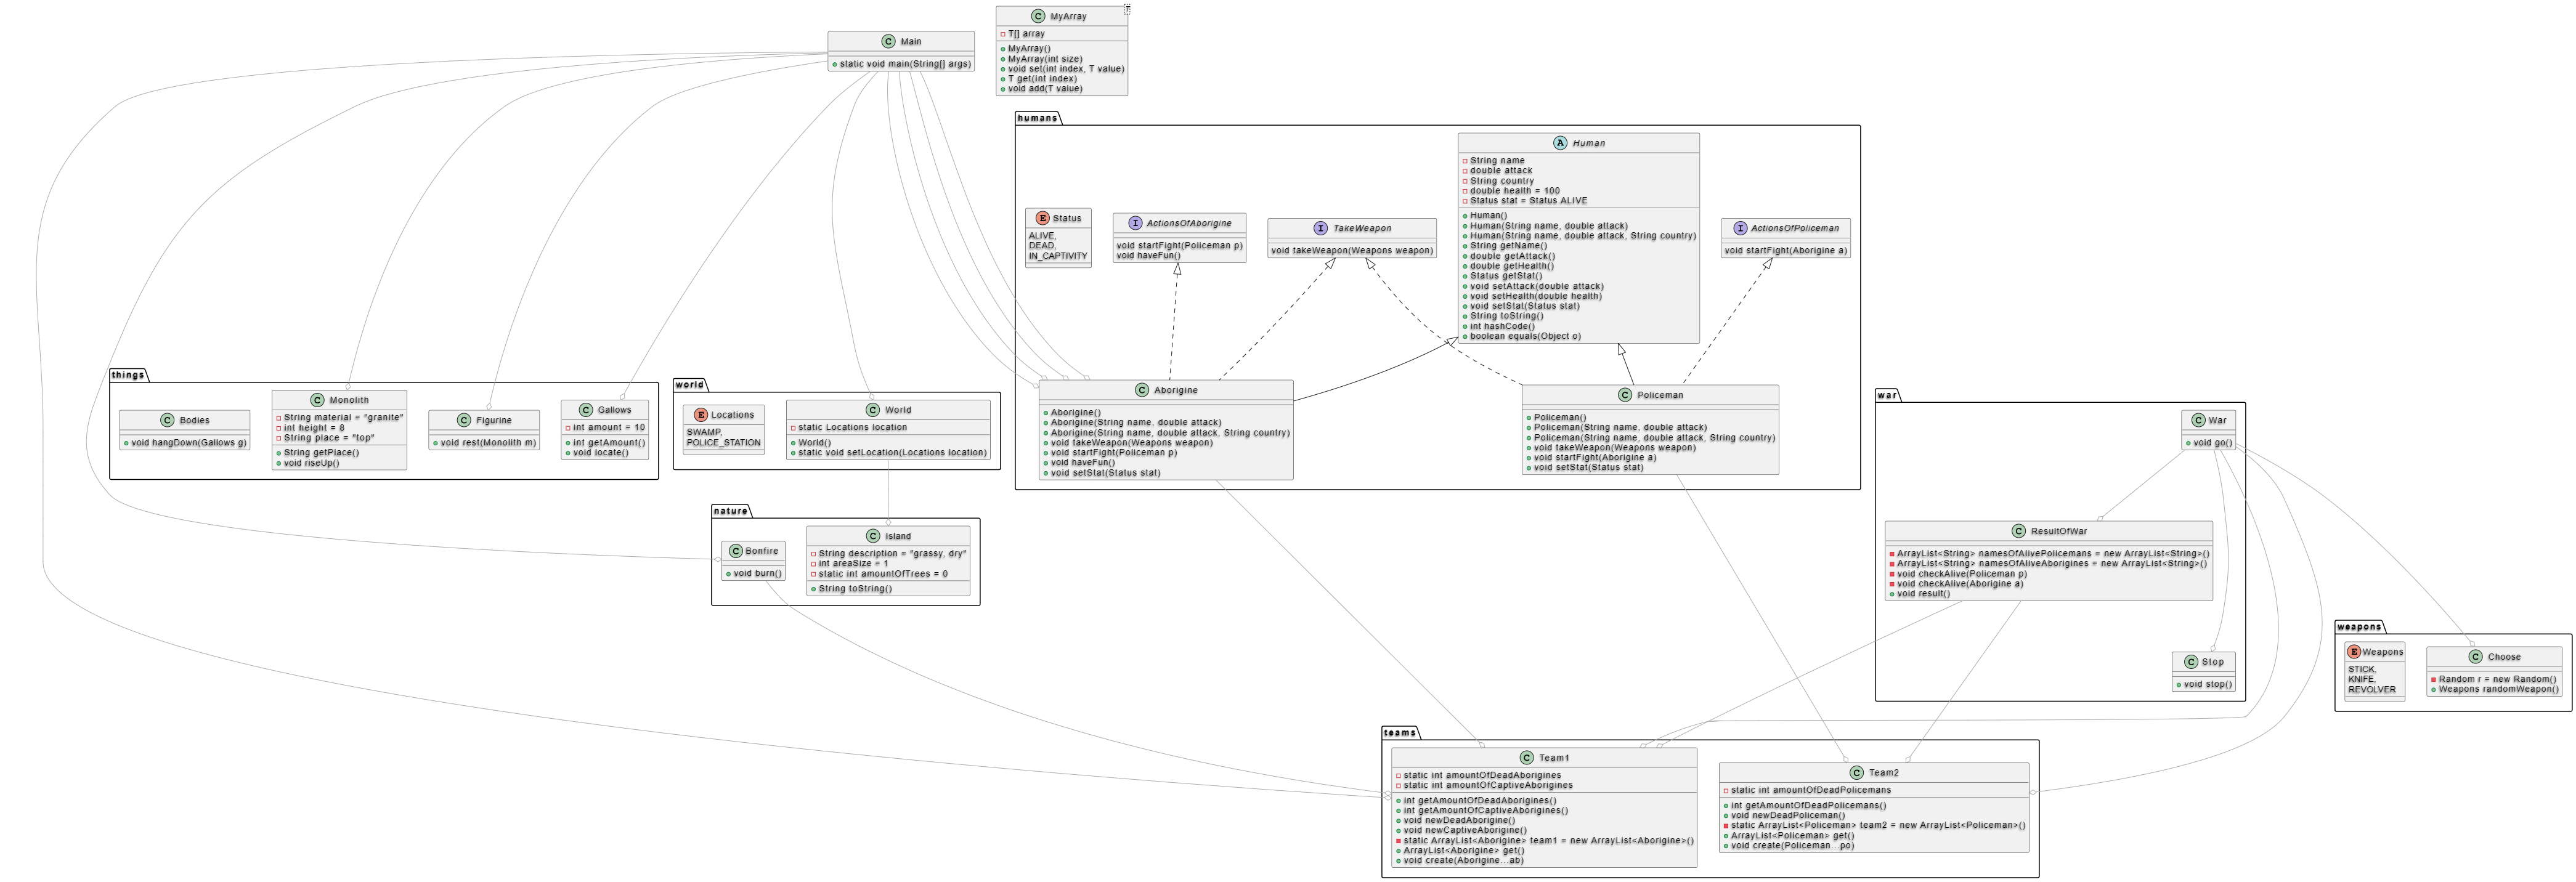 C Main
static void main(String[] args)
C MyArray
T
T[] array
MyArray()
MyArray(int size)
void set(int index, T value)
T get(int index)
void add(T value)
humans
E Status
ALIVE,
DEAD,
IN_CAPTIVITY
I ActionsOfAborigine
void startFight(Policeman p)
void haveFun()
I TakeWeapon
void takeWeapon(Weapons weapon)
A Human
String name
double attack
String country
double health = 100
Status stat = Status.ALIVE
Human()
Human(String name, double attack)
Human(String name, double attack, String country)
String getName()
double getAttack()
double getHealth()
Status getStat()
void setAttack(double attack)
void setHealth(double health)
void setStat(Status stat)
String toString()
int hashCode()
boolean equals(Object o)
I ActionsOfPoliceman
void startFight(Aborigine a)
C Aborigine
Aborigine()
Aborigine(String name, double attack)
Aborigine(String name, double attack, String country)
void takeWeapon(Weapons weapon)
void startFight(Policeman p)
void haveFun()
void setStat(Status stat)
C Policeman
Policeman()
Policeman(String name, double attack)
Policeman(String name, double attack, String country)
void takeWeapon(Weapons weapon)
void startFight(Aborigine a)
void setStat(Status stat)
things
C Bodies
void hangDown(Gallows g)
C Monolith
String material = "granite"
int height = 8
String place = "top"
String getPlace()
void riseUp()
C Figurine
void rest(Monolith m)
C Gallows
int amount = 10
int getAmount()
void locate()
world
E Locations
SWAMP,
POLICE_STATION
C World
static Locations location
World()
static void setLocation(Locations location)
nature
C Bonfire
void burn()
C Island
String description = "grassy, dry"
int areaSize = 1
static int amountOfTrees = 0
String toString()
war
C War
void go()
C ResultOfWar
ArrayList<String> namesOfAlivePolicemans = new ArrayList<String>()
ArrayList<String> namesOfAliveAborigines = new ArrayList<String>()
void checkAlive(Policeman p)
void checkAlive(Aborigine a)
void result()
C Stop
void stop()
weapons
E Weapons
STICK,
KNIFE,
REVOLVER
C Choose
Random r = new Random()
Weapons randomWeapon()
teams
C Team1
static int amountOfDeadAborigines
static int amountOfCaptiveAborigines
int getAmountOfDeadAborigines()
int getAmountOfCaptiveAborigines()
void newDeadAborigine()
void newCaptiveAborigine()
static ArrayList<Aborigine> team1 = new ArrayList<Aborigine>()
ArrayList<Aborigine> get()
void create(Aborigine...ab)
C Team2
static int amountOfDeadPolicemans
int getAmountOfDeadPolicemans()
void newDeadPoliceman()
static ArrayList<Policeman> team2 = new ArrayList<Policeman>()
ArrayList<Policeman> get()
void create(Policeman...po)